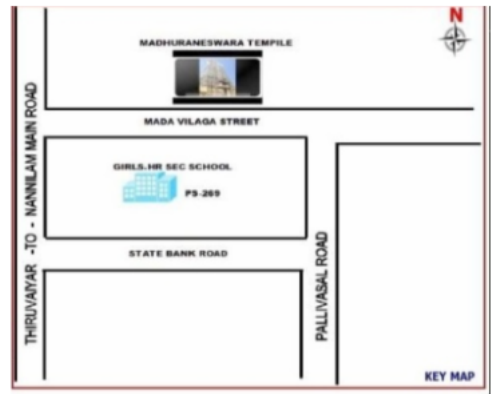 N
MADHURANESWARA TEMPILE
MADA VILAGA STREET
GIRLS.HR SEC SCHOOL
PS-269
STATE BANK ROAD
THIRUVAIYAR -TO - NANNILAM MAIN ROAD
PALLIVASAL ROAD
KEY MAP